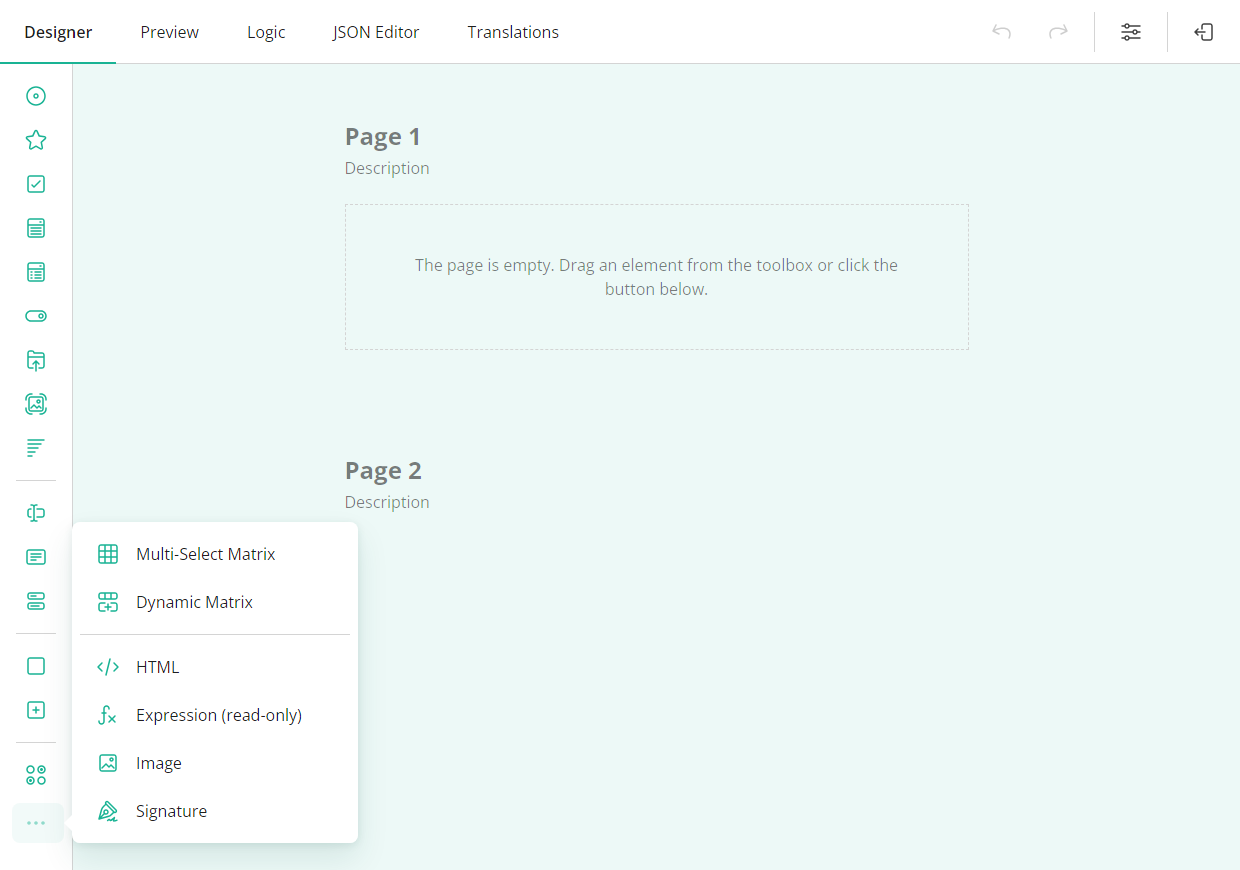 Designer Preview Logic JSON Editor Translations
Page 1
Description
The page is empty. Drag an element from the toolbox or click the
button below.
Page 2
Description
Multi-Select Matrix
Dynamic Matrix
HTML
Expression (read-only)
Image
Signature